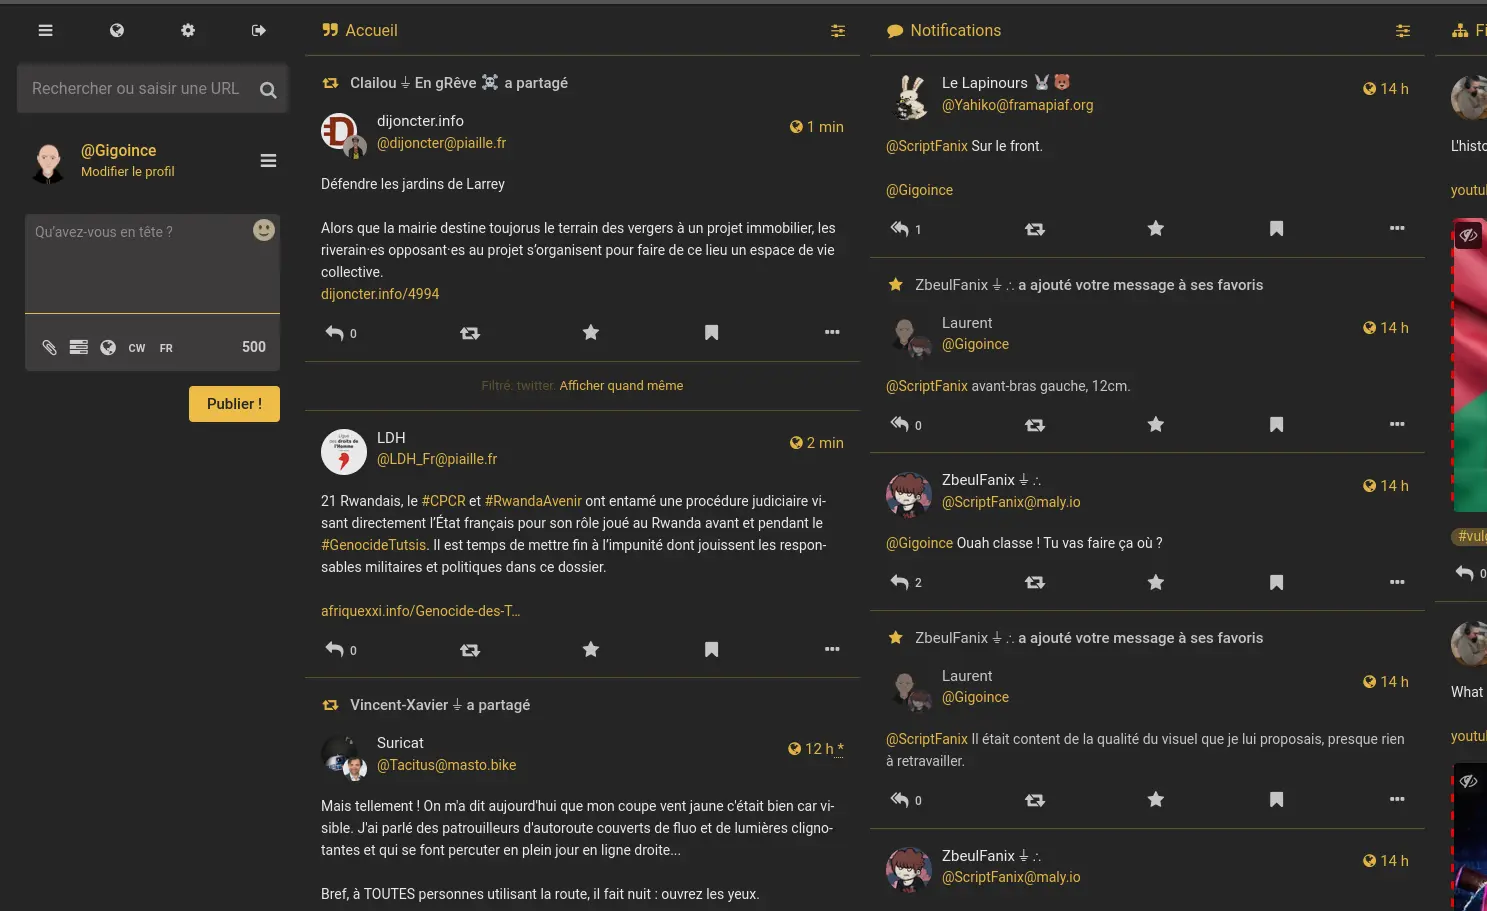 Rechercher ou saisir une URL
@Gigoince
Modifier le profil
Qu'avez-vous en tête ?
CW FR 500
Publier !
Accueil
Clailou ⏚ En gRêve ☠️ a partagé
dijoncter.info
@dijoncter@piaille.fr
1 min
Défendre les jardins de Larrey
Alors que la mairie destine toujorus le terrain des vergers à un projet immobilier, les
riverain·es opposant·es au projet s’organisent pour faire de ce lieu un espace de vie
collective.
dijoncter.info/4994
0
Filtré: twitter. Afficher quand même
LDH
@LDH_Fr@piaille.fr
2 min
21 Rwandais, le #CPCR et #RwandaAvenir ont entamé une procédure judiciaire vi-
sant directement l’État français pour son rôle joué au Rwanda avant et pendant le
#GenocideTutsis. Il est temps de mettre fin à l’impunité dont jouissent les respon-
sables militaires et politiques dans ce dossier.
afriquexxi.info/Genocide-des-T…
0
Vincent-Xavier ⏚ a partagé
Suricat
@Tacitus@masto.bike
12 h *
Mais tellement ! On m'a dit aujourd'hui que mon coupe vent jaune c'était bien car vi-
sible. J'ai parlé des patrouilleurs d'autoroute couverts de fluo et de lumières cligno-
tantes et qui se font percuter en plein jour en ligne droite...
Bref, à TOUTES personnes utilisant la route, il fait nuit : ouvrez les yeux.
Notifications
Le Lapinours 🐰🐻
@Yahiko@framapiaf.org
14 h
@ScriptFanix Sur le front.
@Gigoince
1
ZbeulFanix ⏚ ∴ a ajouté votre message à ses favoris
Laurent
@Gigoince
14 h
@ScriptFanix avant-bras gauche, 12cm.
0
ZbeulFanix ⏚ ∴
@ScriptFanix@maly.io
14 h
@Gigoince Ouah classe ! Tu vas faire ça où ?
2
ZbeulFanix ⏚ ∴ a ajouté votre message à ses favoris
Laurent
@Gigoince
14 h
@ScriptFanix Il était content de la qualité du visuel que je lui proposais, presque rien
à retravailler.
0
ZbeulFanix ⏚ ∴
@ScriptFanix@maly.io
14 h
Fi
L'histo
youtu
#vul
0
What
youtu